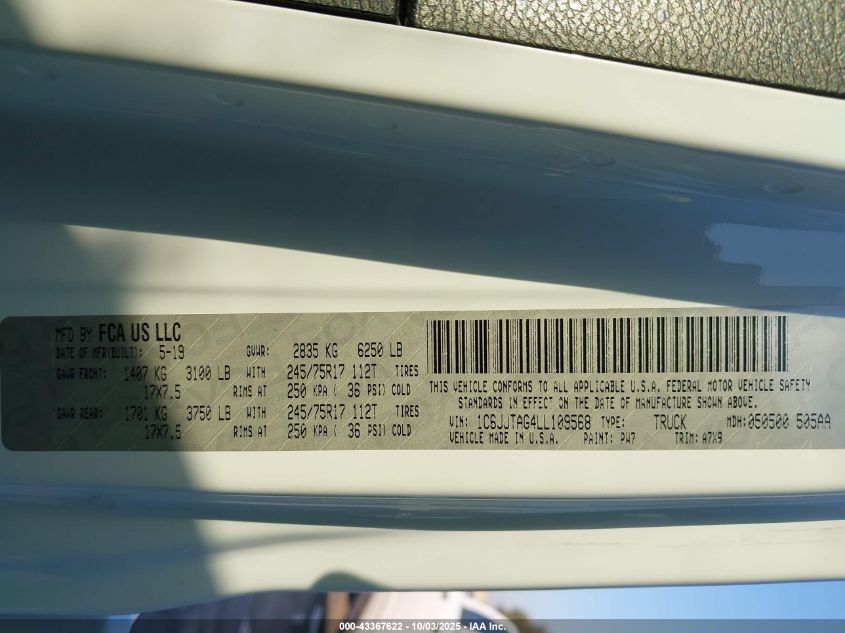 MFD BY FCA US LLC
DATE OF MFR(BUILT): 5-19 GVWR: 2835 KG 6250 LB
GAWR FRONT: 1407 KG 3100 LB WITH 245/75R17 112T TIRES
17X7.5 RIMS AT 250 KPA ( 36 PSI) COLD
GAWR REAR: 1701 KG 3750 LB WITH 245/75R17 112T TIRES
17X7.5 RIMS AT 250 KPA ( 36 PSI) COLD
THIS VEHICLE CONFORMS TO ALL APPLICABLE U.S.A. FEDERAL MOTOR VEHICLE SAFETY
STANDARDS IN EFFECT ON THE DATE OF MANUFACTURE SHOWN ABOVE.
VIN: 1C6JJTAG4LL109568 TYPE: TRUCK MDH:050500 505AA
VEHICLE MADE IN U.S.A. PAINT: PW7 TRIM: A7X9
000-43367622 - 10/03/2025 - IAA Inc.